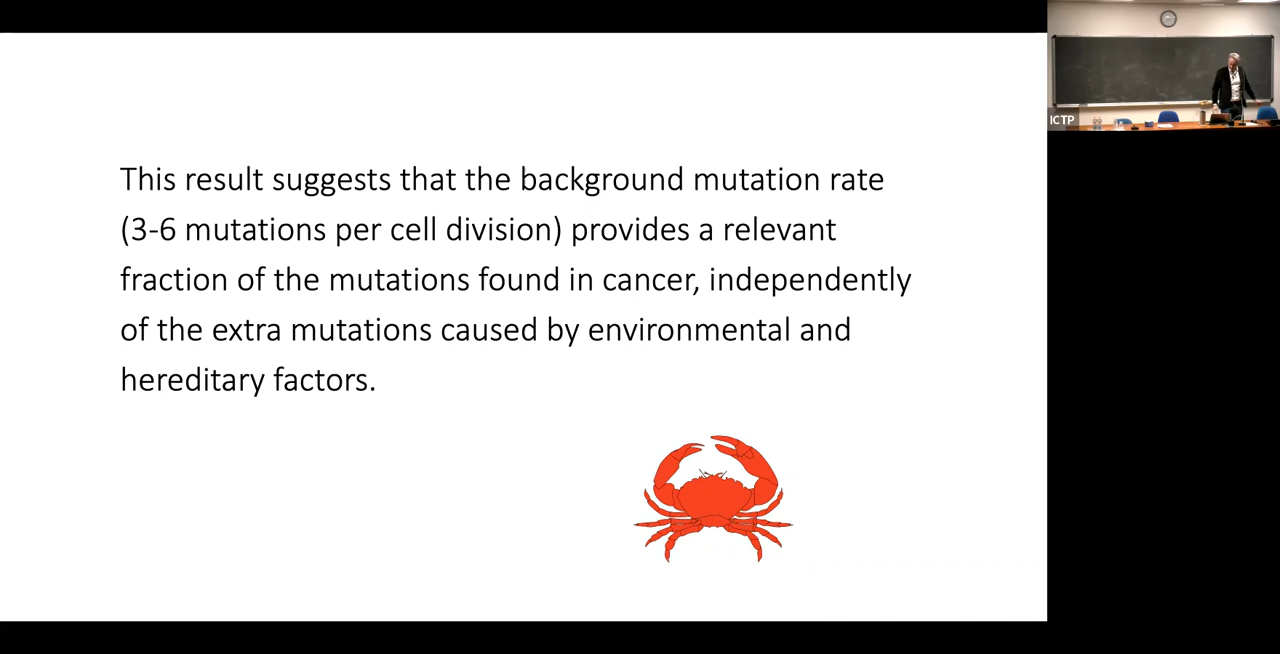 This result suggests that the background mutation rate
(3-6 mutations per cell division) provides a relevant
fraction of the mutations found in cancer, independently
of the extra mutations caused by environmental and
hereditary factors.
ICTP